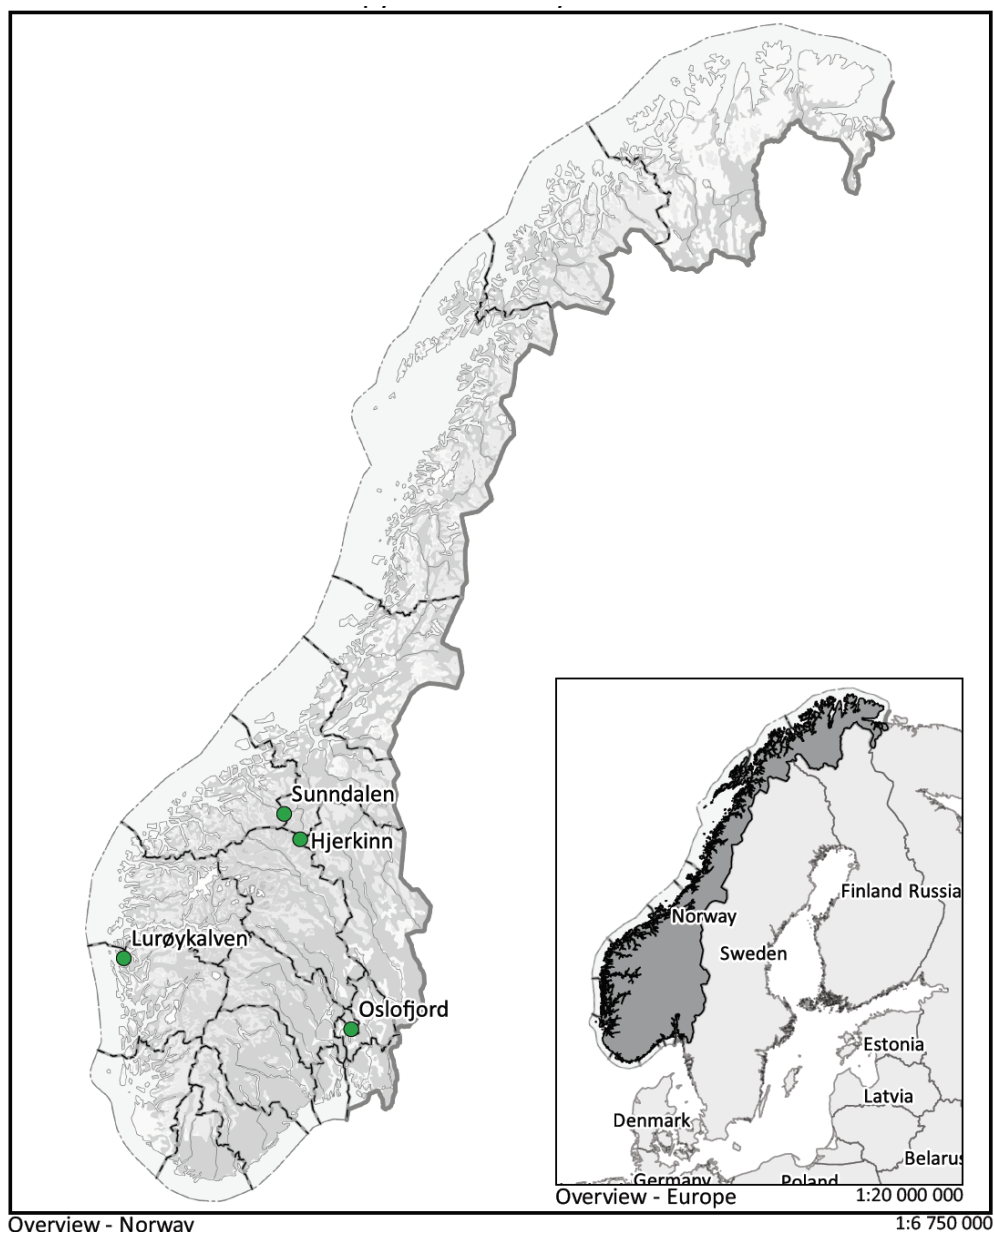 Sunndalen
Hjerkinn
Lurøykalven
Oslofjord
Norway
Finland
Russia
Sweden
Estonia
Latvia
Denmark
Belarus
Germany
Poland
Overview - Europe
1:20 000 000
Overview - Norway
1:6 750 000